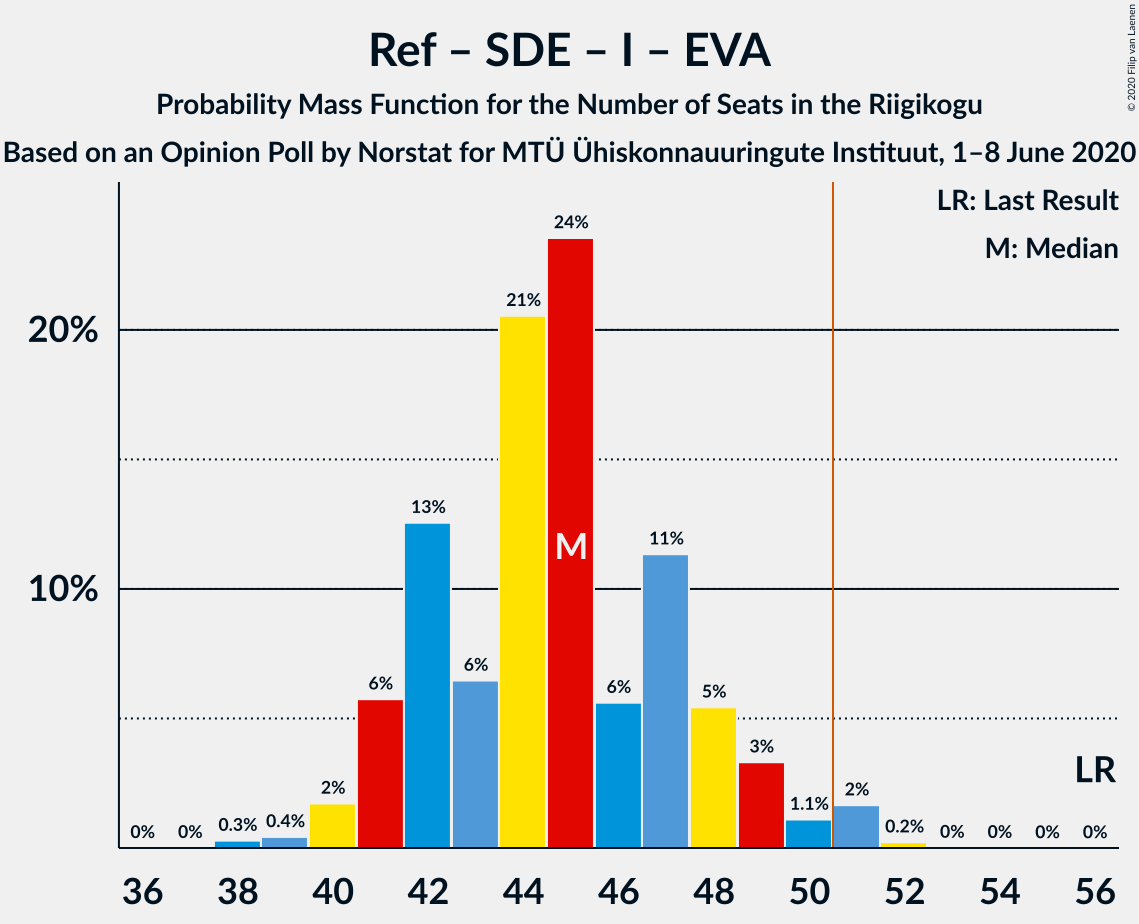 Ref – SDE – I – EVA
Probability Mass Function for the Number of Seats in the Riigikogu
Based on an Opinion Poll by Norstat for MTÜ Ühiskonnauuringute Instituut, 1–8 June 2020
© 2020 Filip van Laenen
LR: Last Result
M: Median
20%
10%
0% 0% 0.3% 0.4% 2% 6% 13% 6% 21% 24% 6% 11% 5% 3% 1.1% 2% 0.2% 0% 0% 0% 0%
M
LR
36 38 40 42 44 46 48 50 52 54 56